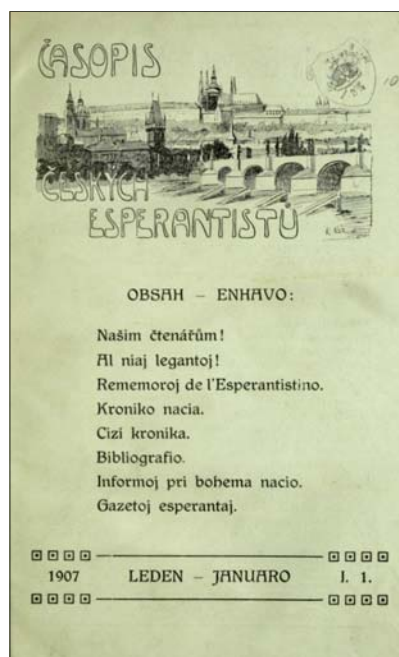 ČASOPIS
ČESKÝCH
ESPERANTISTŮ
OBSAH – ENHAVO:
Našim čtenářům!
Al niaj legantoj!
Rememoroj de l'Esperantistino.
Kroniko nacia.
Cizi kronika.
Bibliografio.
Informoj pri bohema nacio.
Gazetoj esperantaj.
1907 LEDEN – JANUARO I. 1.